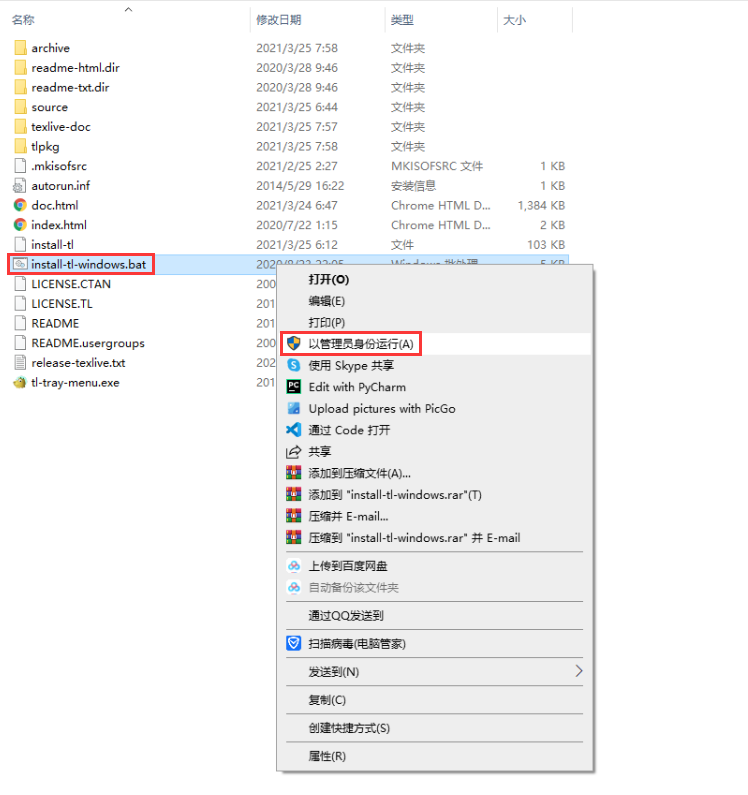 名称 修改日期 类型 大小
archive 2021/3/25 7:58 文件夹
readme-html.dir 2020/3/28 9:46 文件夹
readme-txt.dir 2020/3/28 9:46 文件夹
source 2021/3/25 6:44 文件夹
texlive-doc 2021/3/25 7:57 文件夹
tlpkg 2021/3/25 7:58 文件夹
.mkisofsrc 2021/2/25 2:27 MKISOFSRC 文件 1 KB
autorun.inf 2014/5/29 16:22 安装信息 1 KB
doc.html 2021/3/24 6:47 Chrome HTML D... 1,384 KB
index.html 2020/7/22 1:15 Chrome HTML D... 2 KB
install-tl 2021/3/25 6:12 文件 103 KB
install-tl-windows.bat
LICENSE.CTAN 200
LICENSE.TL 201
README 201
README.usergroups 200
release-texlive.txt 202
tl-tray-menu.exe 201
打开(O)
编辑(E)
打印(P)
以管理员身份运行(A)
使用 Skype 共享
Edit with PyCharm
Upload pictures with PicGo
通过 Code 打开
共享
添加到压缩文件(A)...
添加到 "install-tl-windows.rar"(T)
压缩并 E-mail...
压缩到 "install-tl-windows.rar" 并 E-mail
上传到百度网盘
自动备份该文件夹
通过QQ发送到
扫描病毒(电脑管家)
发送到(N)
复制(C)
创建快捷方式(S)
属性(R)